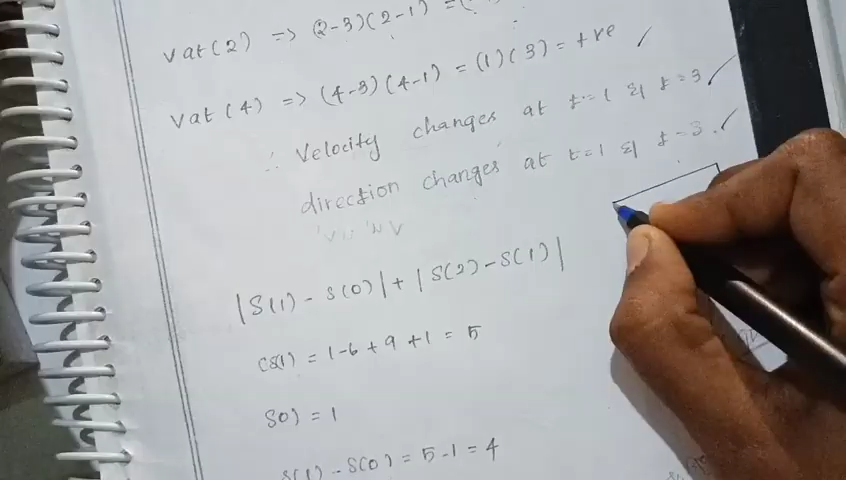 V at (2) => (2-3)(2-1) =
V at (4) => (4-3)(4-1) = (1)(3) = +ve ✓
∴ Velocity changes at t=1 & t=3 ✓
direction changes at t=1 & t=3. ✓
|S(1) - S(0)| + |S(2) - S(1)|
S(1) = 1-6+9+1 = 5
S0) = 1
S(1) - S(0) = 5-1 = 4